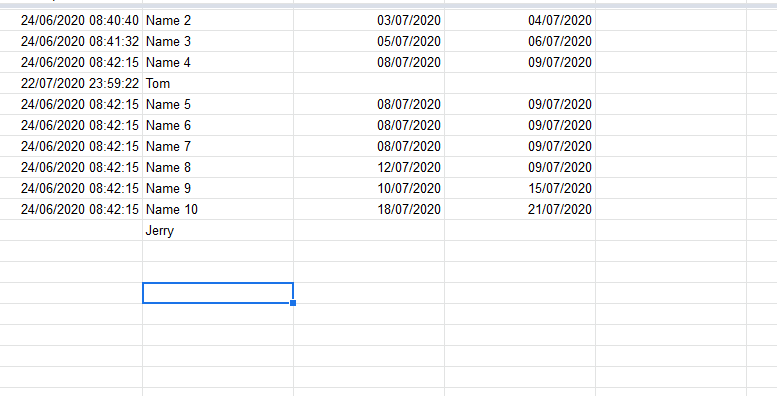 24/06/2020 08:40:40 Name 2 03/07/2020 04/07/2020
24/06/2020 08:41:32 Name 3 05/07/2020 06/07/2020
24/06/2020 08:42:15 Name 4 08/07/2020 09/07/2020
22/07/2020 23:59:22 Tom
24/06/2020 08:42:15 Name 5 08/07/2020 09/07/2020
24/06/2020 08:42:15 Name 6 08/07/2020 09/07/2020
24/06/2020 08:42:15 Name 7 08/07/2020 09/07/2020
24/06/2020 08:42:15 Name 8 12/07/2020 09/07/2020
24/06/2020 08:42:15 Name 9 10/07/2020 15/07/2020
24/06/2020 08:42:15 Name 10 18/07/2020 21/07/2020
Jerry